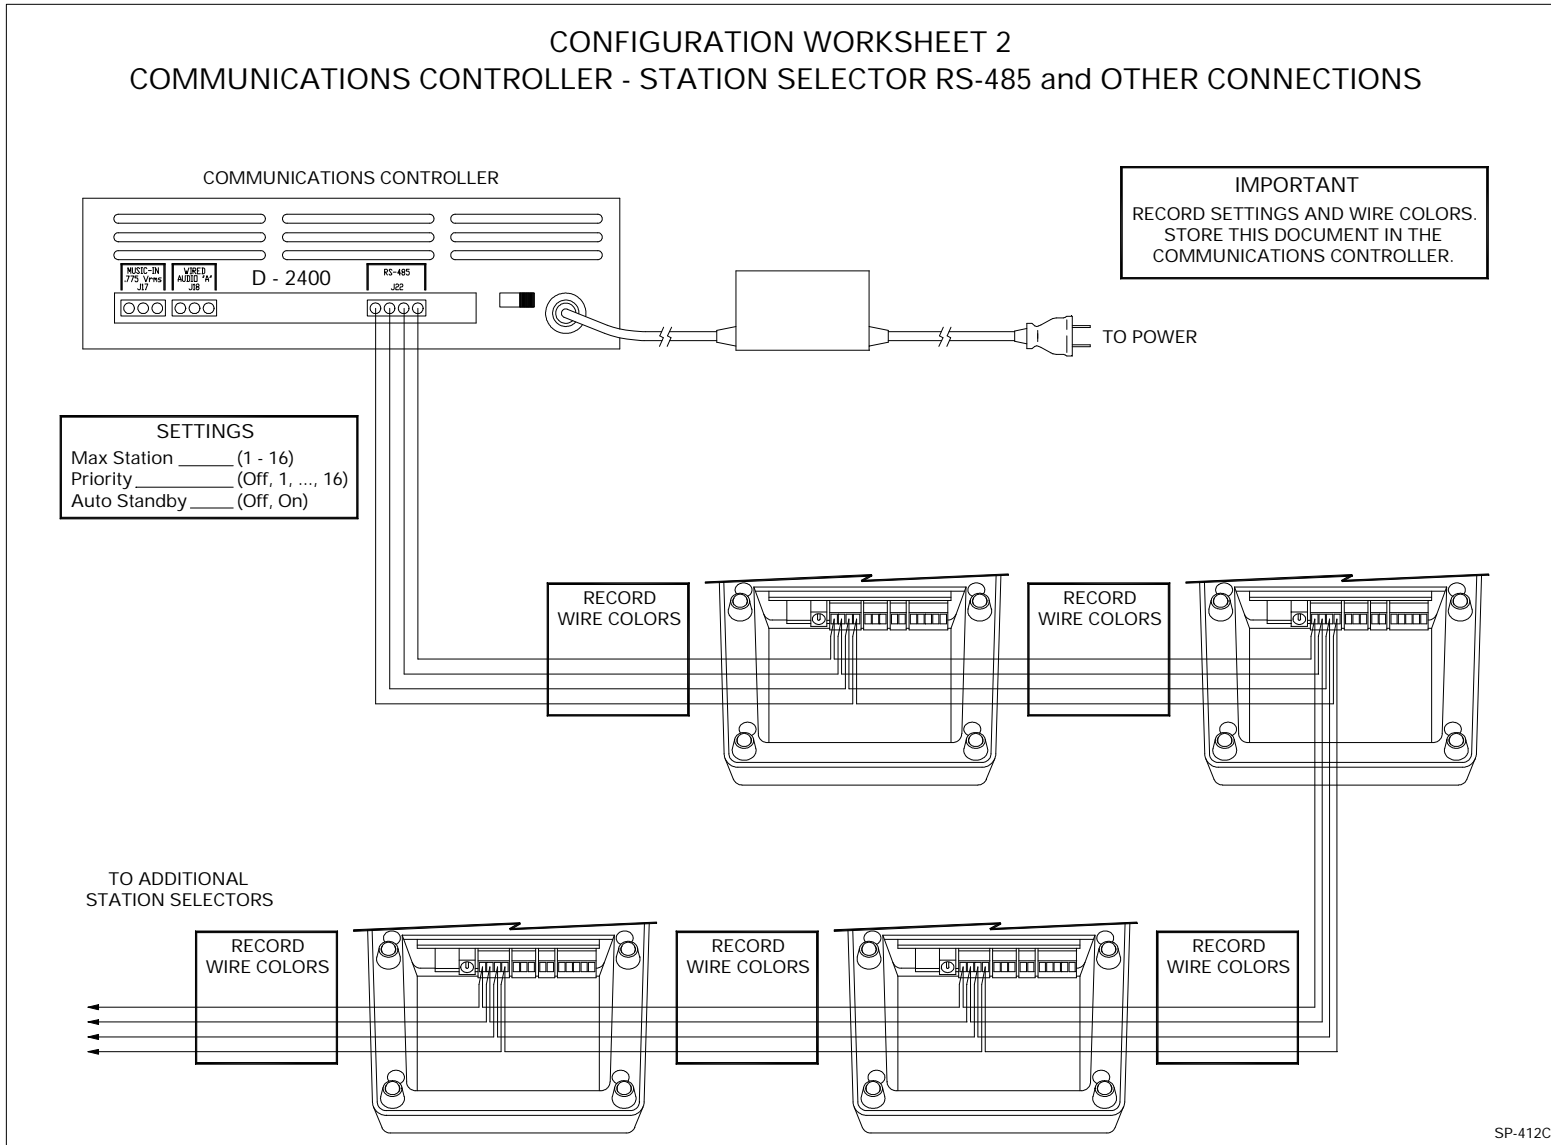 CONFIGURATION WORKSHEET 2
COMMUNICATIONS CONTROLLER - STATION SELECTOR RS-485 and OTHER CONNECTIONS
COMMUNICATIONS CONTROLLER
IMPORTANT
RECORD SETTINGS AND WIRE COLORS.
STORE THIS DOCUMENT IN THE
COMMUNICATIONS CONTROLLER.
MUSIC-IN
.775 Vrms
J17
WIRED
AUDIO 'A'
J18
D - 2400
RS-485
J22
TO POWER
SETTINGS
Max Station ______ (1 - 16)
Priority __________ (Off, 1, ..., 16)
Auto Standby _____ (Off, On)
RECORD
WIRE COLORS
RECORD
WIRE COLORS
TO ADDITIONAL
STATION SELECTORS
RECORD
WIRE COLORS
RECORD
WIRE COLORS
RECORD
WIRE COLORS
SP-412C